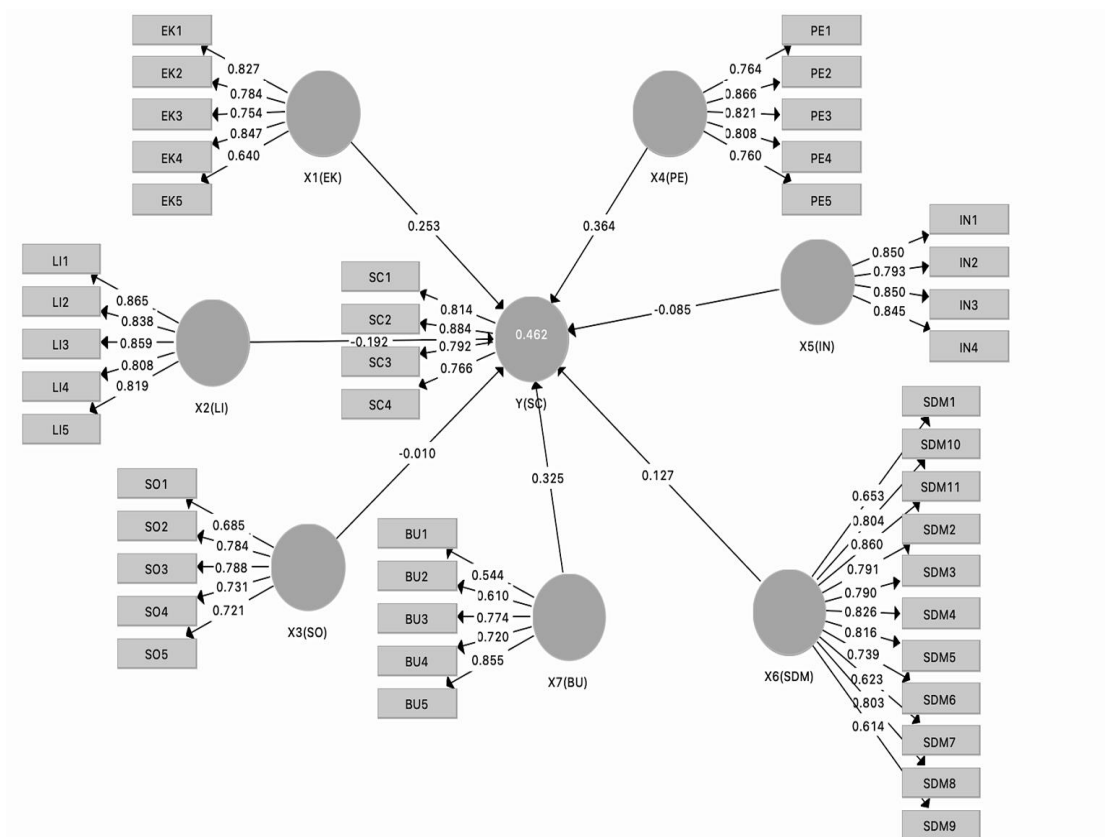 EK1
EK2
EK3
EK4
EK5
0.827
0.784
0.754
0.847
0.640
X1(EK)
PE1
PE2
PE3
PE4
PE5
0.764
0.866
0.821
0.808
0.760
X4(PE)
0.253
0.364
LI1
LI2
LI3
LI4
LI5
0.865
0.838
0.859
0.808
0.819
X2(LI)
-0.192
SC1
SC2
SC3
SC4
0.814
0.884
0.792
0.766
0.462
Y(SC)
IN1
IN2
IN3
IN4
0.850
0.793
0.850
0.845
X5(IN)
-0.085
SO1
SO2
SO3
SO4
SO5
0.685
0.784
0.788
0.731
0.721
X3(SO)
-0.010
BU1
BU2
BU3
BU4
BU5
0.544
0.610
0.774
0.720
0.855
X7(BU)
0.325
0.127
SDM1
SDM10
SDM11
SDM2
SDM3
SDM4
SDM5
SDM6
SDM7
SDM8
SDM9
0.653
0.804
0.860
0.791
0.790
0.826
0.816
0.739
0.623
0.803
0.614
X6(SDM)